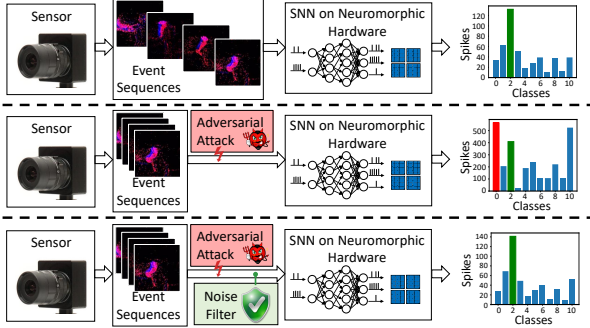 Sensor
Event
Sequences
SNN on Neuromorphic
Hardware
Spikes
120
100
80
60
40
20
0
0 2 4 6 8 10
Classes
Sensor
Event
Sequences
Adversarial
Attack
SNN on Neuromorphic
Hardware
Spikes
500
400
300
200
100
0
0 2 4 6 8 10
Classes
Sensor
Event
Sequences
Adversarial
Attack
Noise
Filter
SNN on Neuromorphic
Hardware
Spikes
140
120
100
80
60
40
20
0
0 2 4 6 8 10
Classes